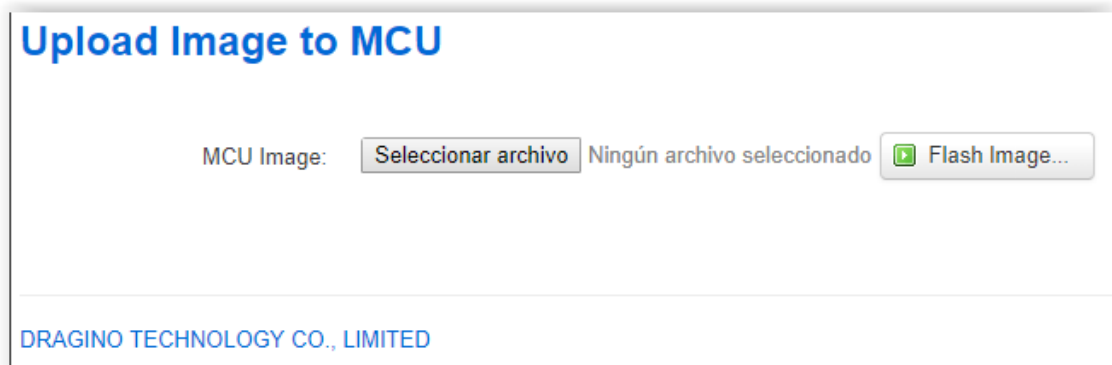 Upload Image to MCU
MCU Image: Seleccionar archivo Ningún archivo seleccionado Flash Image...
DRAGINO TECHNOLOGY CO., LIMITED